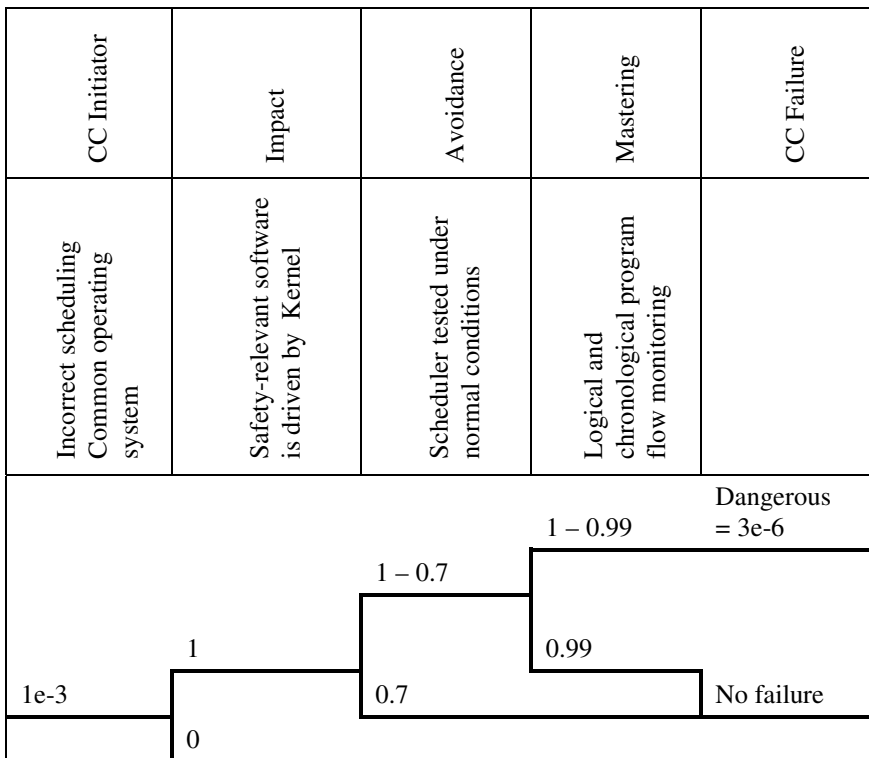 CC Initiator
Impact
Avoidance
Mastering
CC Failure
Incorrect scheduling
Common operating
system
Safety-relevant software
is driven by Kernel
Scheduler tested under
normal conditions
Logical and
chronological program
flow monitoring
Dangerous
= 3e-6
1 – 0.99
1 – 0.7
1
0.99
1e-3
0.7
No failure
0